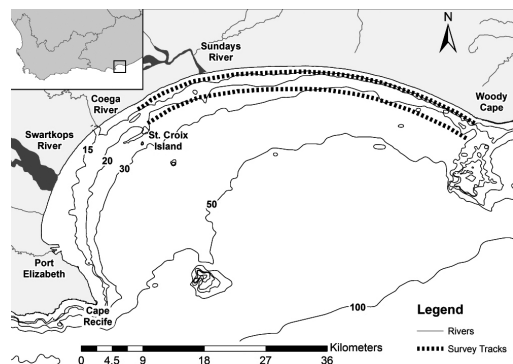 N
Sundays
River
Woody
Cape
Coega
River
St. Croix
Island
Swartkops
River
15
20
30
50
Port
Elizabeth
Cape
Recife
100
Legend
Rivers
Survey Tracks
Kilometers
0 4.5 9 18 27 36